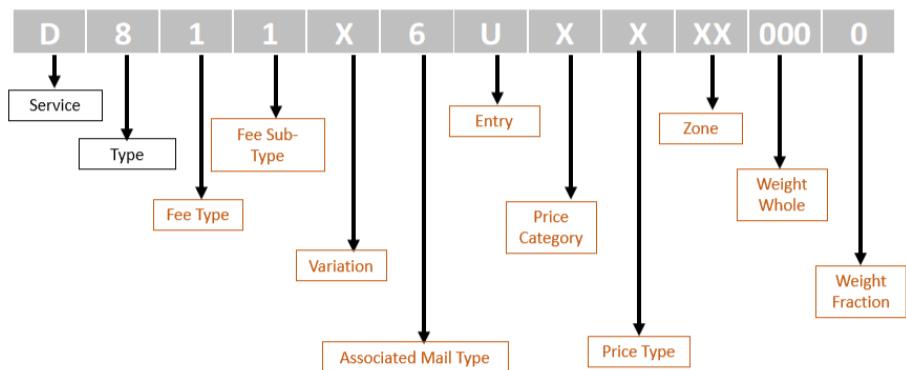 D 8 1 1 X 6 U X X XX 000 0
Service
Type
Fee Type
Fee Sub-
Type
Variation
Associated Mail Type
Entry
Price
Category
Price Type
Zone
Weight
Whole
Weight
Fraction